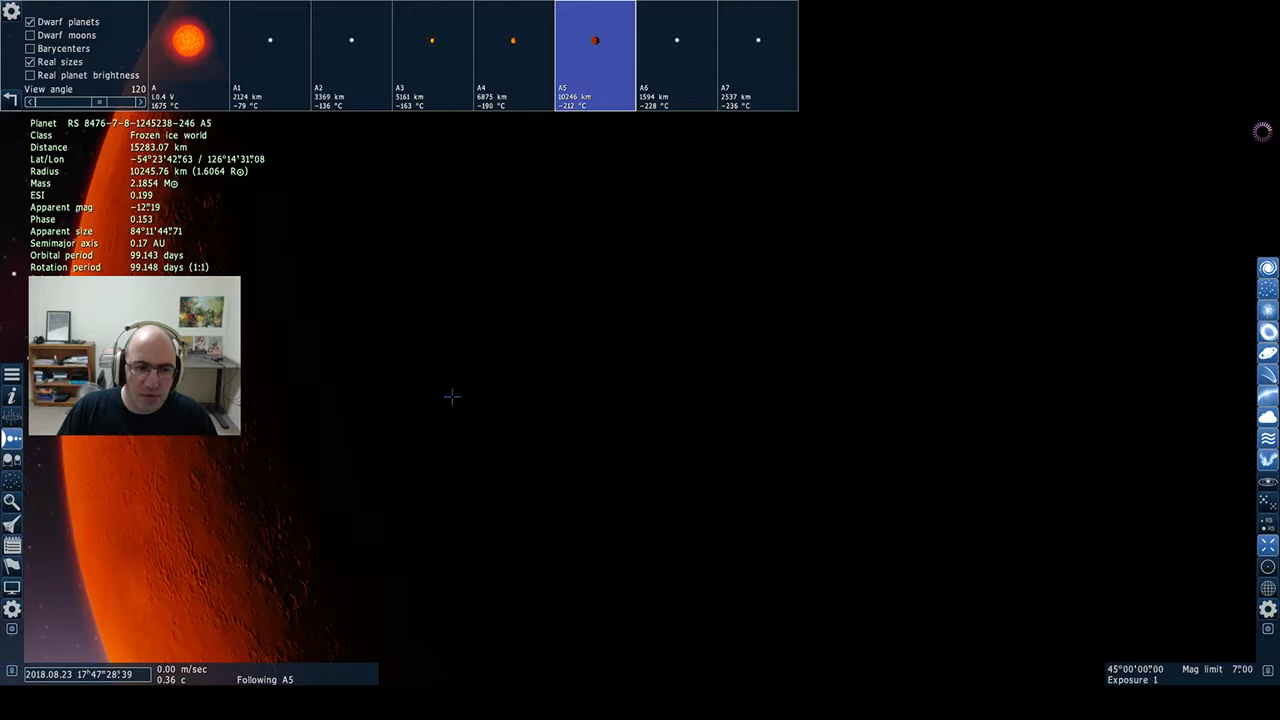 Dwarf planets
Dwarf moons
Barycenters
Real sizes
Real planet brightness
View angle 120
A
L0.4 V
1675 °C
A1
2124 km
-79 °C
A2
3369 km
-136 °C
A3
5161 km
-163 °C
A4
6875 km
-190 °C
A5
10246 km
-212 °C
A6
1594 km
-228 °C
A7
2537 km
-236 °C
Planet RS 8476-7-8-1245238-246 A5
Class Frozen ice world
Distance 15283.07 km
Lat/Lon -54°23'42"63 / 126°14'31"08
Radius 10245.76 km (1.6064 R⊙)
Mass 2.1854 M⊙
ESI 0.199
Apparent mag -12"19
Phase 0.153
Apparent size 84°11'44"71
Semimajor axis 0.17 AU
Orbital period 99.143 days
Rotation period 99.148 days (1:1)
RS
RS
2018.08.23 17ʰ47ᵐ28ˢ39
0.00 m/sec
0.36 c
Following A5
45°00'00"00 Mag limit 7"00
Exposure 1